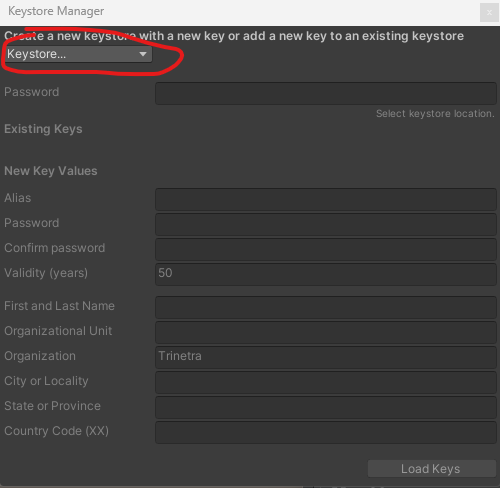 Keystore Manager
x
Create a new keystore with a new key or add a new key to an existing keystore
Keystore...
Password
Select keystore location.
Existing Keys
New Key Values
Alias
Password
Confirm password
Validity (years) 50
First and Last Name
Organizational Unit
Organization Trinetra
City or Locality
State or Province
Country Code (XX)
Load Keys